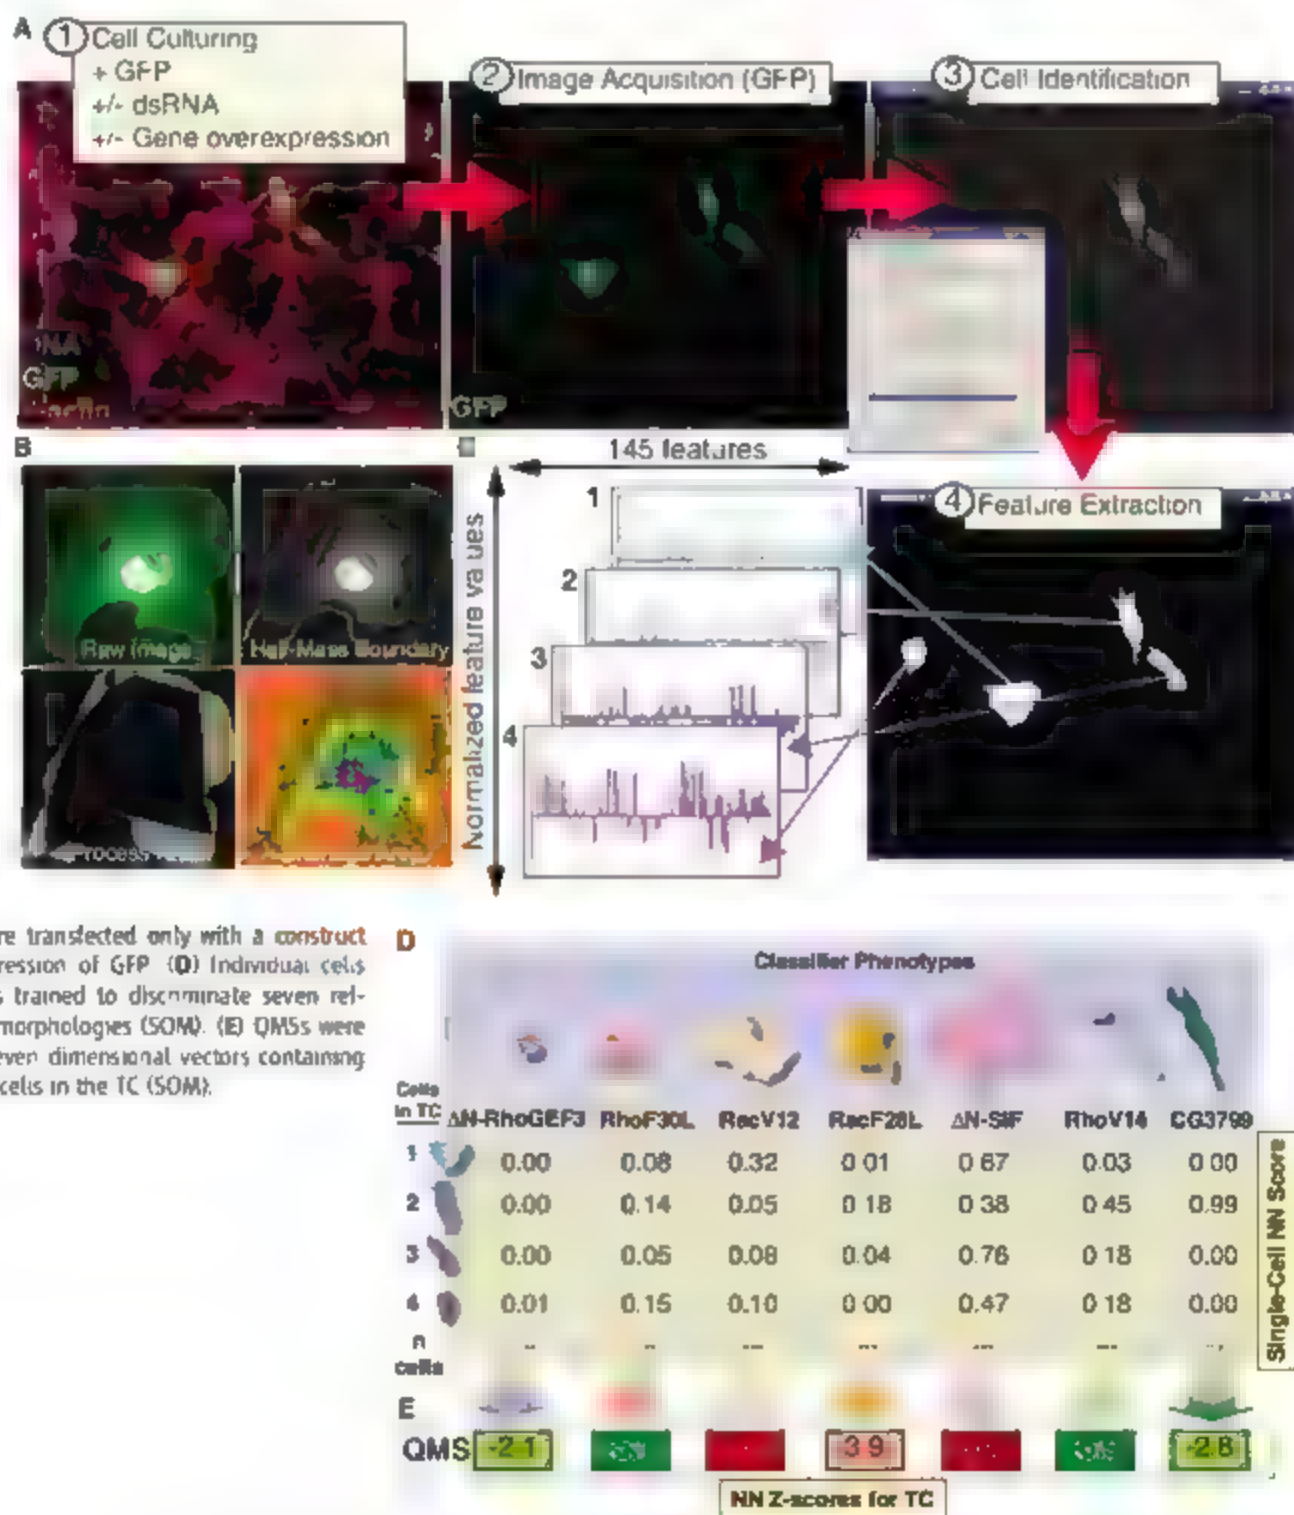 A
1 Cell Culturing
+ GFP
+/- dsRNA
+/- Gene overexpression
2 Image Acquisition (GFP)
3 Cell Identification
GFP
GFP
B
145 features
4 Feature Extraction
Normalized feature values
1
2
3
4
Raw Image
Half-Mass Boundary
re transfected only with a construct
ression of GFP (D) Individual cells
s trained to discriminate seven rel-
morphologies (SOM). (E) QMSs were
even dimensional vectors containing
cells in the TC (SOM).
D
Classifier Phenotypes
Cells
in TC ΔN-RhoGEF3 RhoF30L RacV12 RacF28L ΔN-SIF RhoV14 CG3799
1 0.00 0.08 0.32 0 01 0 67 0.03 0 00
2 0.00 0.14 0.05 0 18 0 38 0 45 0.99
3 0.00 0.05 0.08 0.04 0.76 0 18 0.00
4 0.01 0.15 0.10 0 00 0.47 0 18 0.00
n
cells
Single-Cell NN Score
E
QMS -2 1 3 9 -2.8
NN Z-scores for TC